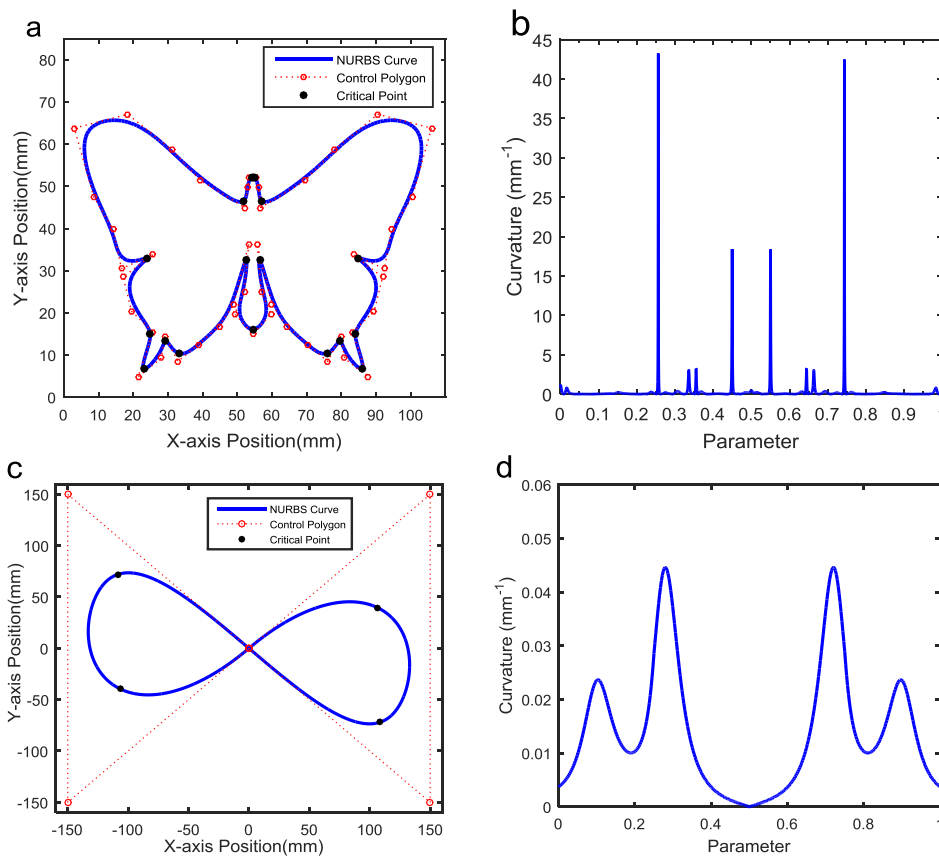 a
85
80
70
60
50
40
30
20
10
0
Y-axis Position(mm)
NURBS Curve
Control Polygon
Critical Point
0 10 20 30 40 50 60 70 80 90 100
X-axis Position(mm)
b
45
40
35
30
25
20
15
10
5
0
Curvature (mm-1)
0 0.1 0.2 0.3 0.4 0.5 0.6 0.7 0.8 0.9
Parameter
c
150
100
50
0
-50
-100
-150
Y-axis Position(mm)
NURBS Curve
Control Polygon
Critical Point
-150 -100 -50 0 50 100 150
X-axis Position(mm)
d
0.06
0.05
0.04
0.03
0.02
0.01
0
Curvature (mm-1)
0 0.2 0.4 0.6 0.8
Parameter